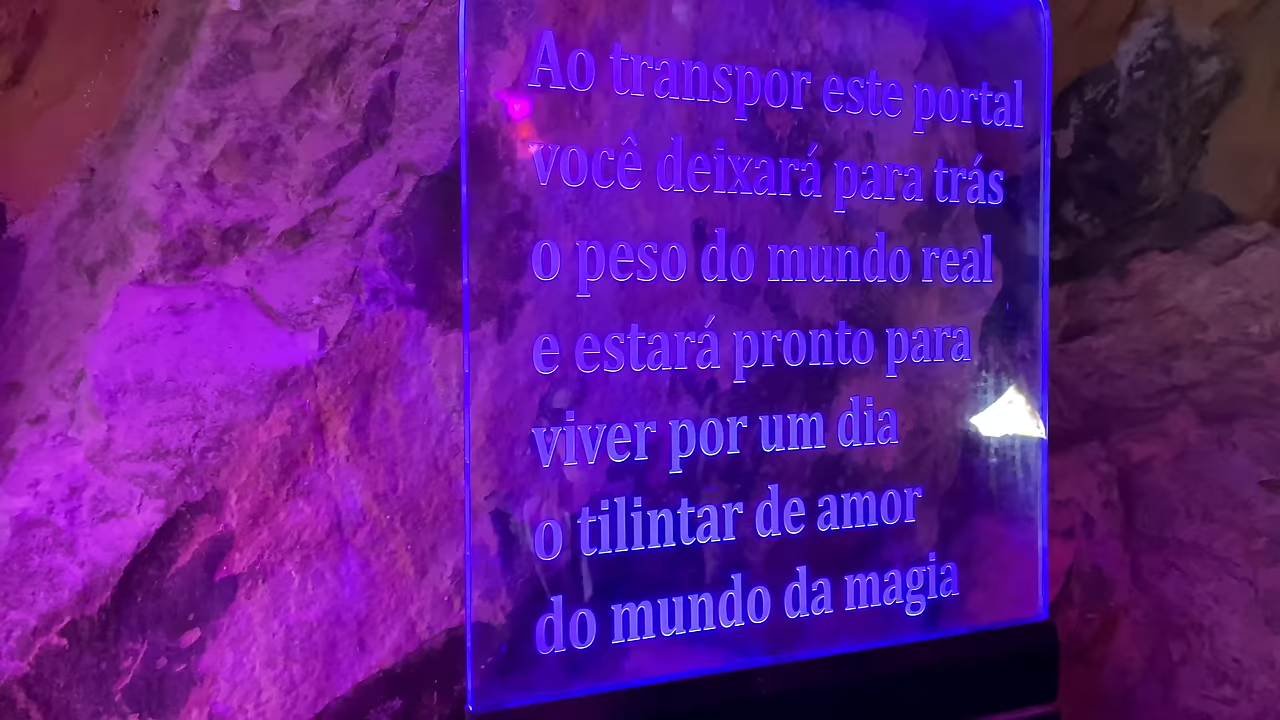 Ao transpor este portal
você deixará para trás
o peso do mundo real
e estará pronto para
viver por um dia
o tilintar de amor
do mundo da magia